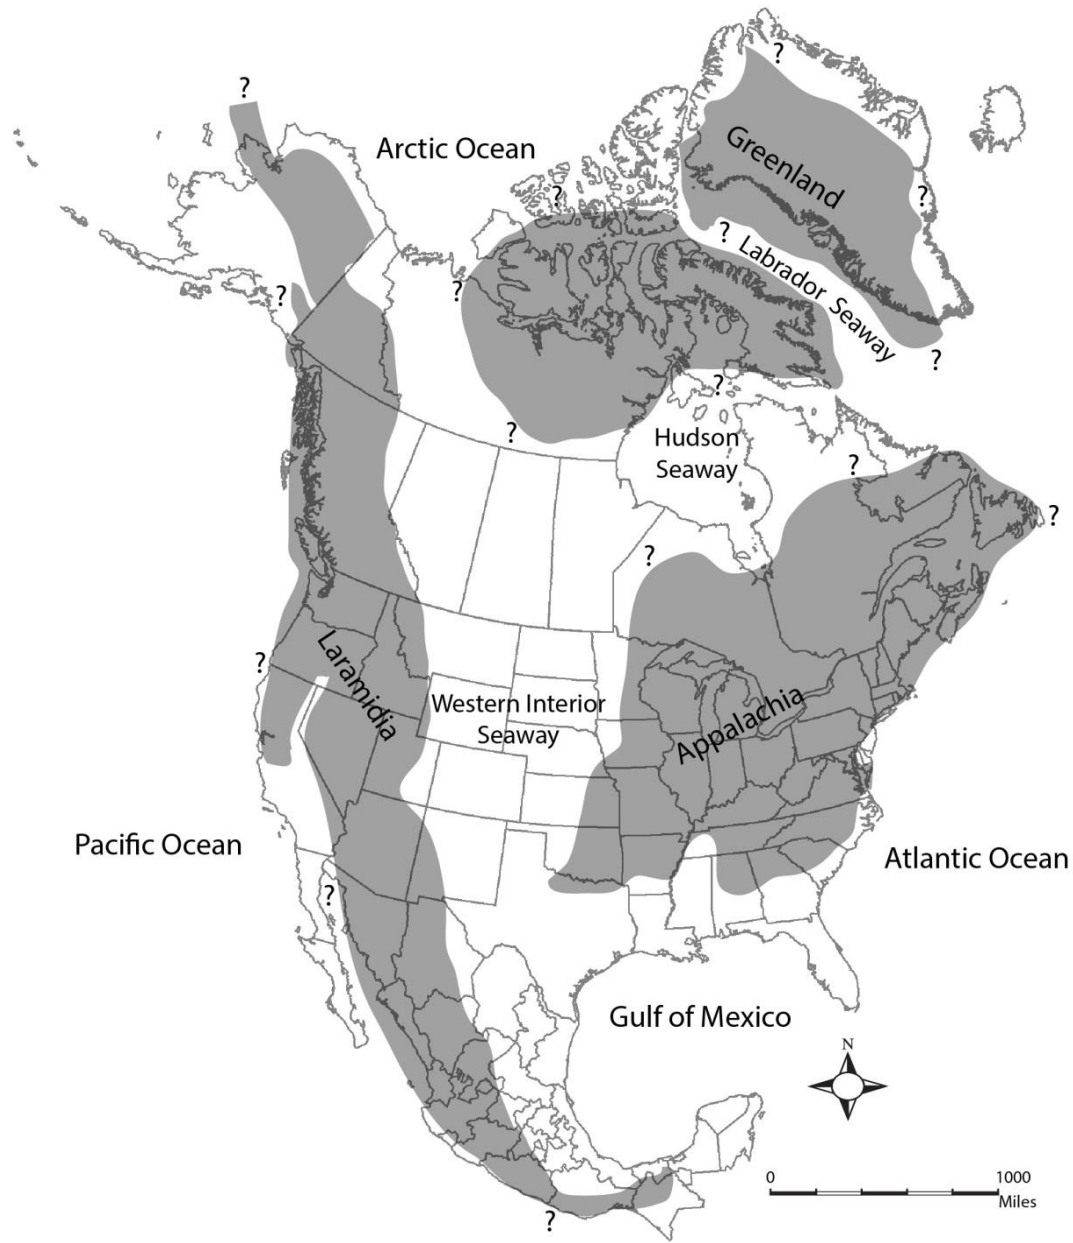 ?
?
Arctic Ocean
Greenland
?
?
?
Labrador Seaway
?
?
?
?
?
Hudson
Seaway
?
?
?
?
Laramidia
Western Interior
Seaway
Appalachia
Pacific Ocean
Atlantic Ocean
?
Gulf of Mexico
N
0
1000
Miles
?